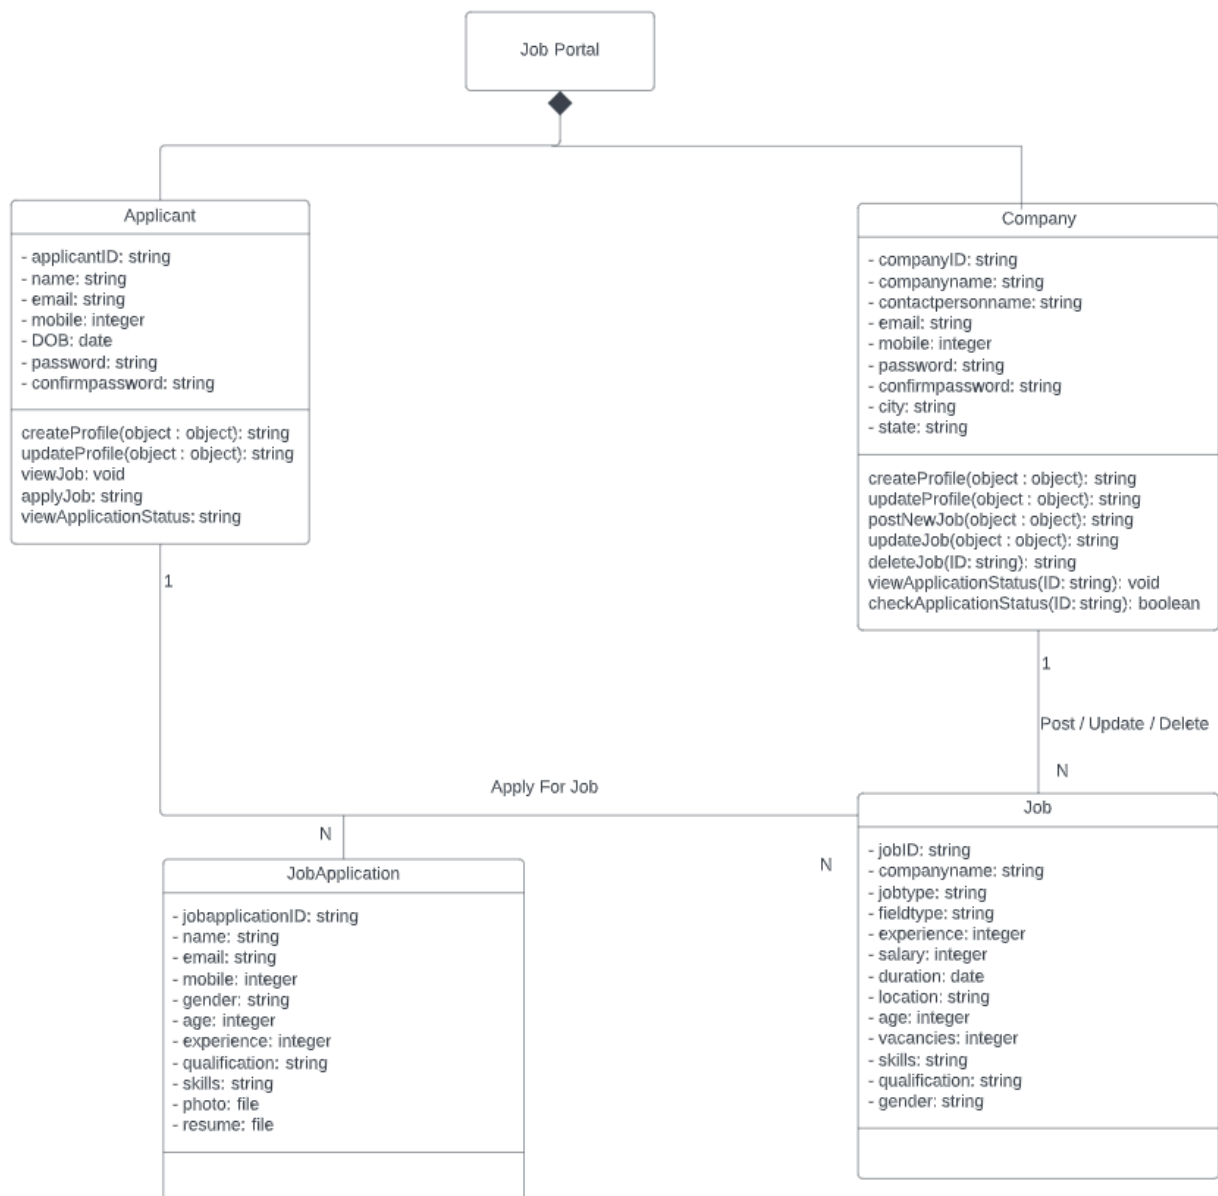 Job Portal
Applicant
- applicantID: string
- name: string
- email: string
- mobile: integer
- DOB: date
- password: string
- confirmpassword: string
createProfile(object : object): string
updateProfile(object : object): string
viewJob: void
applyJob: string
viewApplicationStatus: string
Company
- companyID: string
- companyname: string
- contactpersonname: string
- email: string
- mobile: integer
- password: string
- confirmpassword: string
- city: string
- state: string
createProfile(object : object): string
updateProfile(object : object): string
postNewJob(object : object): string
updateJob(object : object): string
deleteJob(ID: string): string
viewApplicationStatus(ID: string): void
checkApplicationStatus(ID: string): boolean
1
1
Post / Update / Delete
N
Apply For Job
N
N
JobApplication
- jobapplicationID: string
- name: string
- email: string
- mobile: integer
- gender: string
- age: integer
- experience: integer
- qualification: string
- skills: string
- photo: file
- resume: file
Job
- jobID: string
- companyname: string
- jobtype: string
- fieldtype: string
- experience: integer
- salary: integer
- duration: date
- location: string
- age: integer
- vacancies: integer
- skills: string
- qualification: string
- gender: string